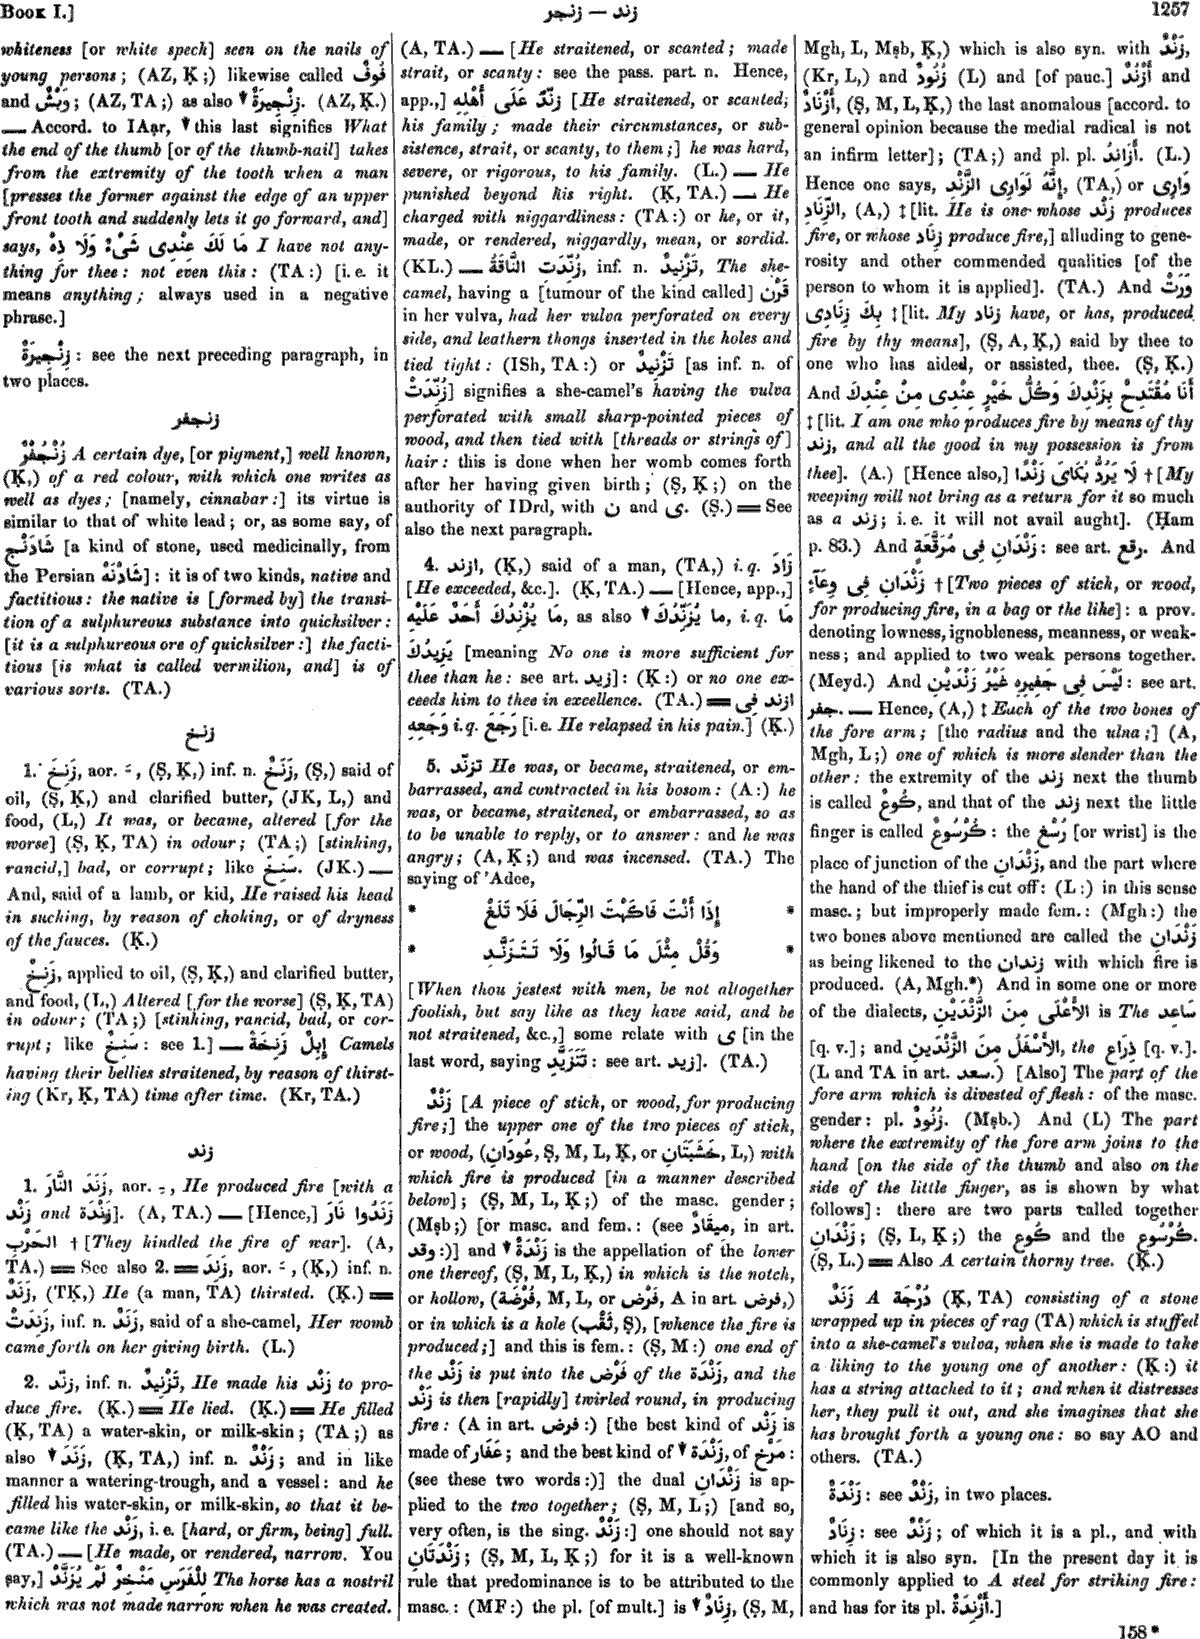 Book I.]
زنجر — زند
1257
whiteness [or white speck] seen on the nails of
young persons; (AZ, Ḳ;) likewise called فُوفٌ
and وَبْشٌ; (AZ, TA;) as also ↓ زِنْجِيرَةٌ. (AZ, Ḳ.)
— Accord. to IAạr, ↓ this last signifies What
the end of the thumb [or of the thumb-nail] takes
from the extremity of the tooth when a man
[presses the former against the edge of an upper
front tooth and suddenly lets it go forward, and]
says, مَا لَكَ عِنْدِى شَىْءٌ وَلَا ذِهْ I have not any-
thing for thee: not even this: (TA:) [i. e. it
means anything; always used in a negative
phrase.]
زِنْجِيرَةٌ: see the next preceding paragraph, in
two places.
زنجفر
زُنْجُفْرٌ A certain dye, [or pigment,] well known,
(Ḳ,) of a red colour, with which one writes as
well as dyes; [namely, cinnabar:] its virtue is
similar to that of white lead; or, as some say, of
شَاذَنْج [a kind of stone, used medicinally, from
the Persian شَادْنَهْ]: it is of two kinds, native and
factitious: the native is [formed by] the transi-
tion of a sulphureous substance into quicksilver:
[it is a sulphureous ore of quicksilver:] the facti-
tious [is what is called vermilion, and] is of
various sorts. (TA.)
زنخ
1. زَنِخَ, aor. ـَ, (Ṣ, Ḳ,) inf. n. زَنَخٌ, (Ṣ,) said of
oil, (Ṣ, Ḳ,) and clarified butter, (JK, L,) and
food, (L,) It was, or became, altered [for the
worse] (Ṣ, Ḳ, TA) in odour; (TA;) [stinking,
rancid,] bad, or corrupt; like سَنِخَ. (JK.) —
And, said of a lamb, or kid, He raised his head
in sucking, by reason of choking, or of dryness
of the fauces. (Ḳ.)
زَنِخٌ, applied to oil, (Ṣ, Ḳ,) and clarified butter,
and food, (L,) Altered [for the worse] (Ṣ, Ḳ, TA)
in odour; (TA;) [stinking, rancid, bad, or cor-
rupt; like سَنِخٌ: see 1.] — إِبِلٌ زَنِخَةٌ Camels
having their bellies straitened, by reason of thirst-
ing (Kr, Ḳ, TA) time after time. (Kr, TA.)
زند
1. زَنَدَ النَّارَ, aor. ـِ, He produced fire [with a
زَنْد and زَنْدَة]. (A, TA.) — [Hence,] زَنَدُوا نَارَ
الحَرْبِ † [They kindled the fire of war]. (A,
TA.) = See also 2. = زَنِدَ, aor. ـَ, (Ḳ,) inf. n.
زَنَدٌ, (TḲ,) He (a man, TA) thirsted. (Ḳ.) =
زَنَدَتْ, inf. n. زَنْدٌ, said of a she-camel, Her womb
came forth on her giving birth. (L.)
2. زنّد, inf. n. تَزْنِيدٌ, He made his زَنْد to pro-
duce fire. (Ḳ.) = He lied. (Ḳ.) = He filled
(Ḳ, TA) a water-skin, or milk-skin; (TA;) as
also ↓ زَنَدَ, (Ḳ, TA,) inf. n. زَنْدٌ; and in like
manner a watering-trough, and a vessel: and he
filled his water-skin, or milk-skin, so that it be-
came like the زَنْد, i. e. [hard, or firm, being] full.
(TA.) — [He made, or rendered, narrow. You
say,] لِلْفَرَسِ مَنْخِرٌ لَمْ يُزَنَّدْ The horse has a nostril
which was not made narrow when he was created.
(A, TA.) — [He straitened, or scanted; made
strait, or scanty: see the pass. part. n. Hence,
app.,] زَنَّدَ عَلَى أَهْلِهِ [He straitened, or scanted,
his family; made their circumstances, or sub-
sistence, strait, or scanty, to them;] he was hard,
severe, or rigorous, to his family. (L.) — He
punished beyond his right. (Ḳ, TA.) — He
charged with niggardliness: (TA:) or he, or it,
made, or rendered, niggardly, mean, or sordid.
(KL.) — زُنِّدَتِ النَّاقَةُ, inf. n. تَزْنِيدٌ, The she-
camel, having a [tumour of the kind called] قَرْن
in her vulva, had her vulva perforated on every
side, and leathern thongs inserted in the holes and
tied tight: (ISh, TA:) or تَزْنِيدٌ [as inf. n. of
زُنِّدَتْ] signifies a she-camel's having the vulva
perforated with small sharp-pointed pieces of
wood, and then tied with [threads or strings of]
hair: this is done when her womb comes forth
after her having given birth; (Ṣ, Ḳ;) on the
authority of IDrd, with ن and ى. (Ṣ.) = See
also the next paragraph.
4. ازند, (Ḳ,) said of a man, (TA,) i. q. زَادَ
[He exceeded, &c.]. (Ḳ, TA.) — [Hence, app.,]
مَا يُزْنِدُكَ أَحَدٌ عَلَيْهِ, as also ↓ ما يُزَنِّدُكَ, i. q. مَا
يَزِيدُكَ [meaning No one is more sufficient for
thee than he: see art. زيد]: (Ḳ:) or no one ex-
ceeds him to thee in excellence. (TA.) = ازند فِى
وَجَعِهِ i. q. رَجَعَ [i. e. He relapsed in his pain.] (Ḳ.)
5. تزنّد He was, or became, straitened, or em-
barrassed, and contracted in his bosom: (A:) he
was, or became, straitened, or embarrassed, so as
to be unable to reply, or to answer: and he was
angry; (A, Ḳ;) and was incensed. (TA.) The
saying of 'Adee,
* إِذَا أَنْتَ فَاكَهْتَ الرِّجَالَ فَلَا تَلَغْ *
* وَقُلْ مِثْلَ مَا قَالُوا وَلَا تَتَزَنَّدِ *
[When thou jestest with men, be not altogether
foolish, but say like as they have said, and be
not straitened, &c.,] some relate with ى [in the
last word, saying تَتَزَيَّدِ: see art. زيد]. (TA.)
زَنْدٌ [A piece of stick, or wood, for producing
fire;] the upper one of the two pieces of stick,
or wood, (عُودَانِ, Ṣ, M, L, Ḳ, or خَشَبَتَانِ, L,) with
which fire is produced [in a manner described
below]; (Ṣ, M, L, Ḳ;) of the masc. gender;
(Mṣb;) [or masc. and fem.: (see مِيقَادٌ, in art.
وقد:)] and ↓ زَنْدَةٌ is the appellation of the lower
one thereof, (Ṣ, M, L, Ḳ,) in which is the notch,
or hollow, (فُرْضَة, M, L, or فَرْض, A in art. فرض,)
or in which is a hole (ثَقْب, Ṣ), [whence the fire is
produced;] and this is fem.: (Ṣ, M:) one end of
the زَنْد is put into the فَرْض of the زَنْدَة, and the
زَنْد is then [rapidly] twirled round, in producing
fire: (A in art. فرض:) [the best kind of زَنْد is
made of عَفَار; and the best kind of ↓ زَنْدَة, of مَرْخ:
(see these two words:)] the dual زَنْدَانِ is ap-
plied to the two together; (Ṣ, M, L;) [and so,
very often, is the sing. زَنْدٌ:] one should not say
زَنْدَتَانِ; (Ṣ, M, L, Ḳ;) for it is a well-known
rule that predominance is to be attributed to the
masc.: (MF:) the pl. [of mult.] is ↓ زِنَادٌ, (Ṣ, M,
Mgh, L, Mṣb, Ḳ,) which is also syn. with زَنْدٌ,
(Kr, L,) and زُنُودٌ (L) and [of pauc.] أَزْنُدٌ and
أَزْنَادٌ, (Ṣ, M, L, Ḳ,) the last anomalous [accord. to
general opinion because the medial radical is not
an infirm letter]; (TA;) and pl. pl. أَزَانِدُ. (L.)
Hence one says, إِنَّهُ لَوَارِى الزَّنْدِ, (TA,) or وَارِى
الزِّنَادِ, (A,) ‡ [lit. He is one whose زَنْد produces
fire, or whose زِنَاد produce fire,] alluding to gene-
rosity and other commended qualities [of the
person to whom it is applied]. (TA.) And وَرَتْ
بِكَ زِنَادِى ‡ [lit. My زناد have, or has, produced
fire by thy means], (Ṣ, A, Ḳ,) said by thee to
one who has aided, or assisted, thee. (Ṣ, Ḳ.)
And أَنَا مُقْتَدِحٌ بِزَنْدِكَ وَكُلُّ خَيْرٍ عِنْدِى مِنْ عِنْدِكَ
‡ [lit. I am one who produces fire by means of thy
زند, and all the good in my possession is from
thee]. (A.) [Hence also,] لَا يَرُدُّ بُكَاىَ زَنْدًا † [My
weeping will not bring as a return for it so much
as a زند; i. e. it will not avail aught]. (Ḥam
p. 83.) And زَنْدَانِ فِى مُرَقَّعَةٍ: see art. رقع. And
زَنْدَانِ فِى وِعَآءٍ † [Two pieces of stick, or wood,
for producing fire, in a bag or the like]: a prov.
denoting lowness, ignobleness, meanness, or weak-
ness; and applied to two weak persons together.
(Meyd.) And لَيْسَ فِى جَفِيرِهِ غَيْرُ زَنْدَيْنِ: see art.
جفر. — Hence, (A,) ‡ Each of the two bones of
the fore arm; [the radius and the ulna;] (A,
Mgh, L;) one of which is more slender than the
other: the extremity of the زند next the thumb
is called كُوعٌ, and that of the زند next the little
finger is called كُرْسُوعٌ: the رُسْغ [or wrist] is the
place of junction of the زَنْدَانِ, and the part where
the hand of the thief is cut off: (L:) in this sense
masc.; but improperly made fem.: (Mgh:) the
two bones above mentioned are called the زَنْدَانِ
as being likened to the زندان with which fire is
produced. (A, Mgh.*) And in some one or more
of the dialects, الأَعْلَى مِنَ الزَّنْدَيْنِ is The سَاعِد
[q. v.]; and الأَسْفَلُ مِنَ الزَّنْدَيْنِ, the ذِرَاع [q. v.].
(L and TA in art. سعد.) [Also] The part of the
fore arm which is divested of flesh: of the masc.
gender: pl. زُنُودٌ. (Mṣb.) And (L) The part
where the extremity of the fore arm joins to the
hand [on the side of the thumb and also on the
side of the little finger, as is shown by what
follows]: there are two parts called together
زَنْدَانِ; (Ṣ, L, Ḳ;) the كُوع and the كُرْسُوع.
(Ṣ, L.) = Also A certain thorny tree. (Ḳ.)
زَنَدٌ A دُرْجَة (Ḳ, TA) consisting of a stone
wrapped up in pieces of rag (TA) which is stuffed
into a she-camel's vulva, when she is made to take
a liking to the young one of another: (Ḳ:) it
has a string attached to it; and when it distresses
her, they pull it out, and she imagines that she
has brought forth a young one: so say AO and
others. (TA.)
زَنْدَةٌ: see زَنْدٌ, in two places.
زِنَادٌ: see زَنْدٌ; of which it is a pl., and with
which it is also syn. [In the present day it is
commonly applied to A steel for striking fire:
and has for its pl. أَزْنِدَةٌ.]
158 *